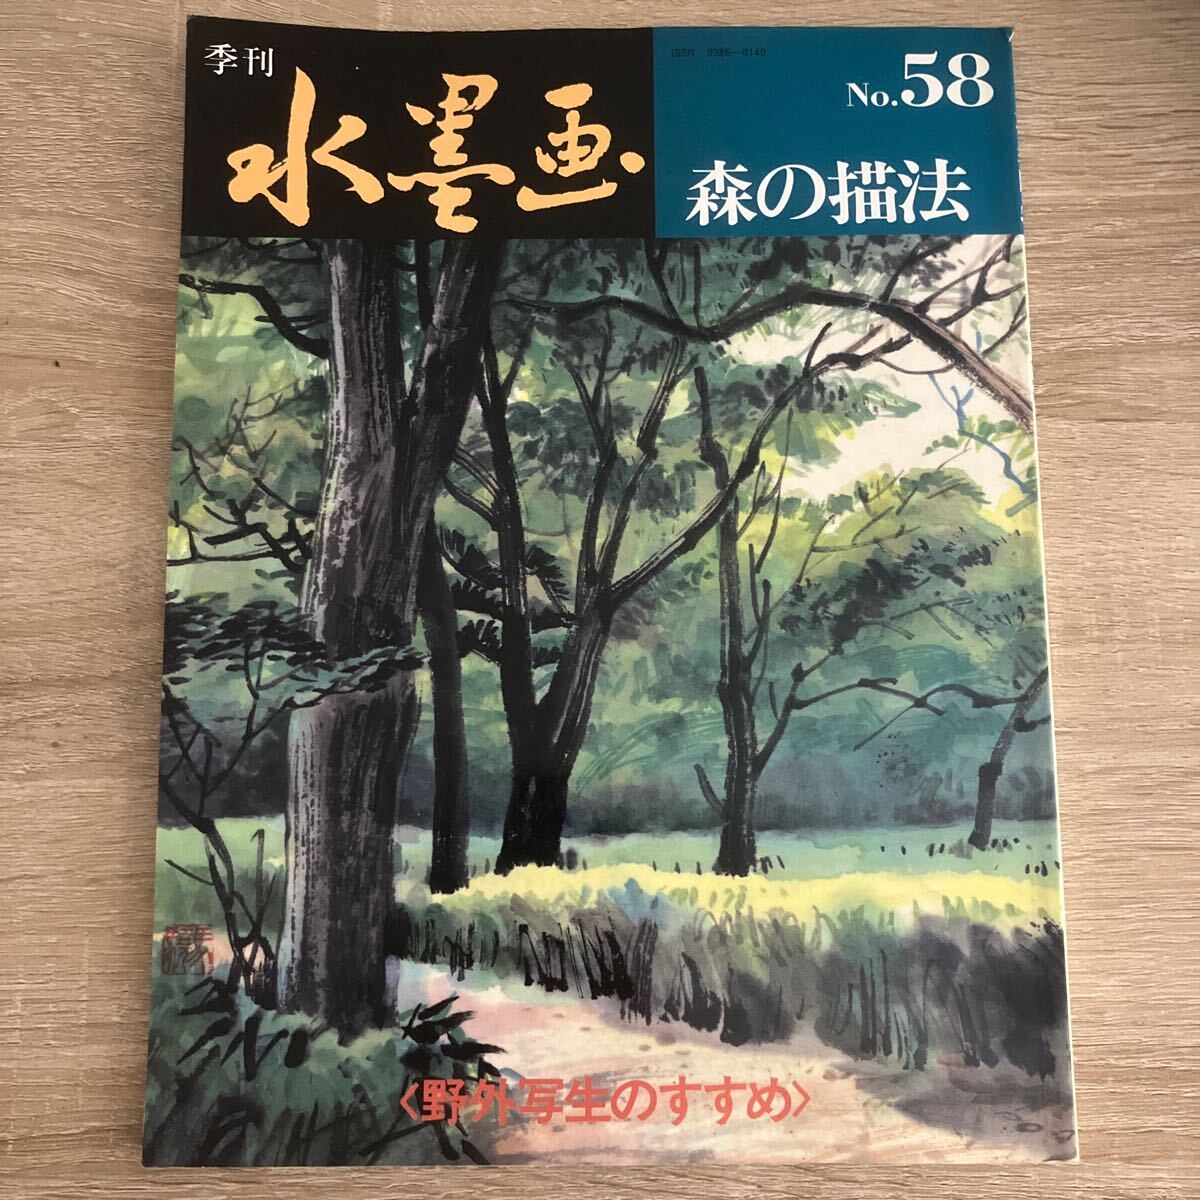 季刊
水墨画
ISSN 0386-0140
No.58
森の描法
〈野外写生のすすめ〉